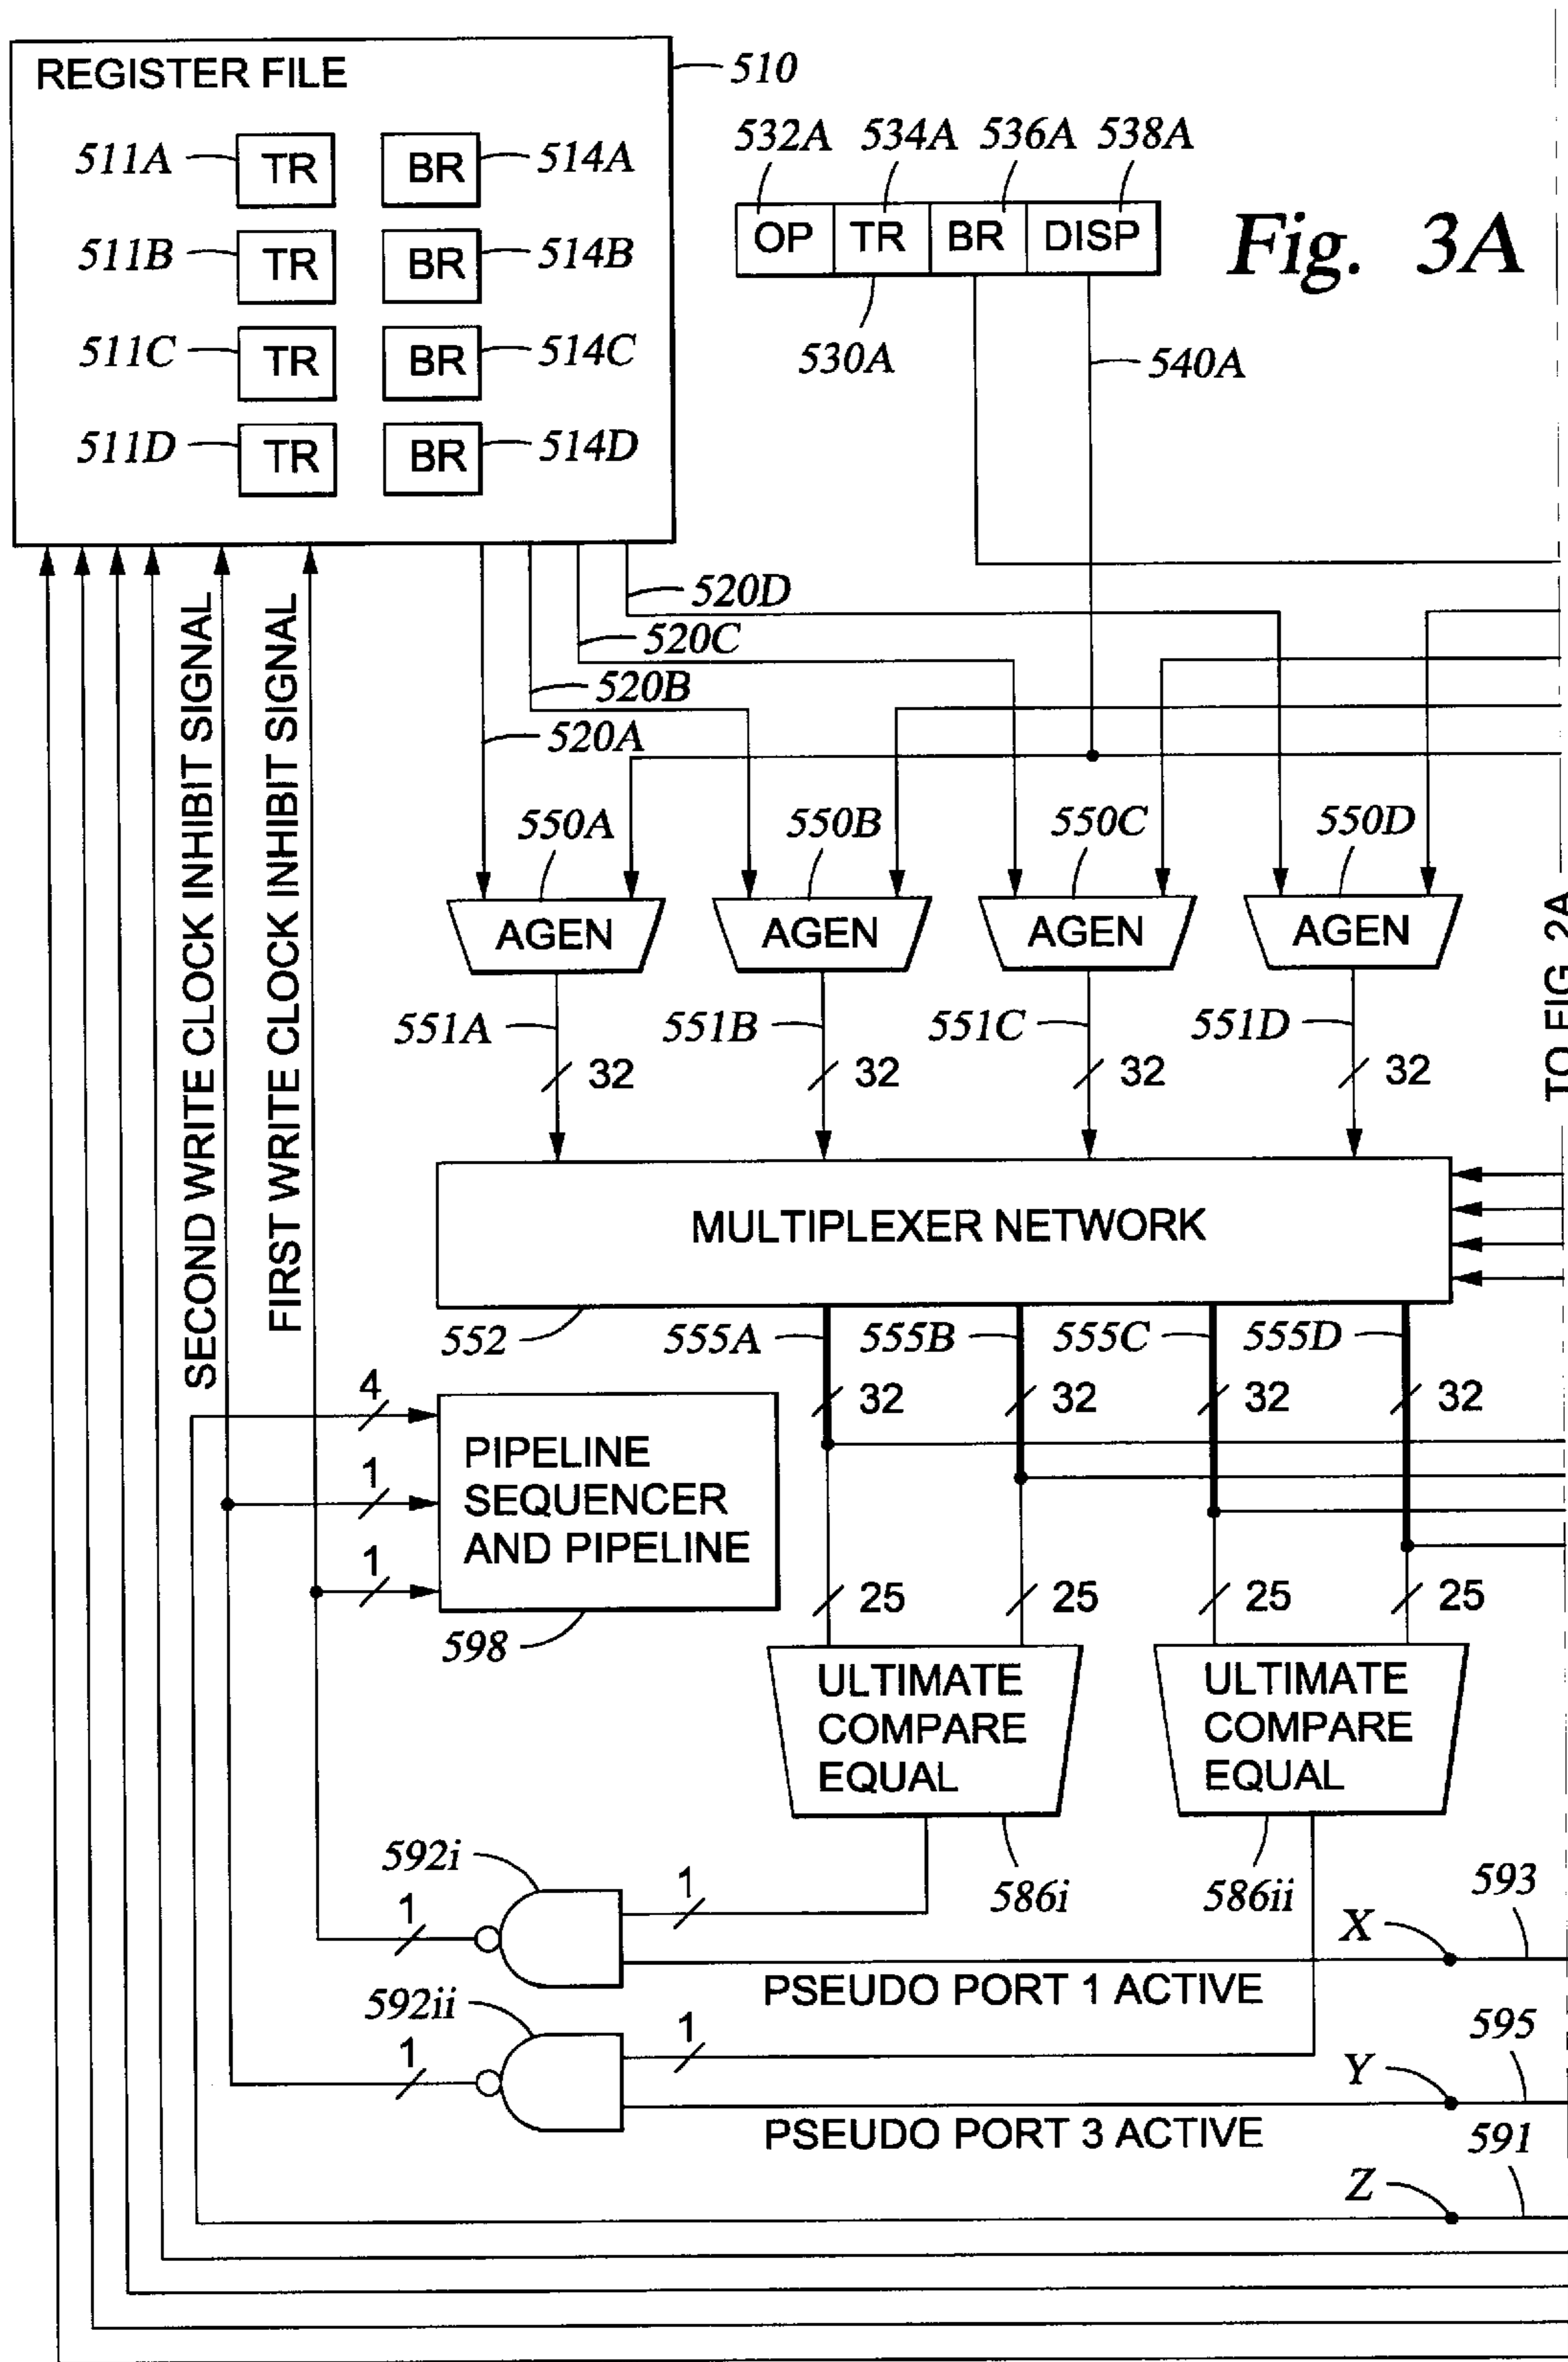 REGISTER FILE
510
511A TR BR 514A
511B TR BR 514B
511C TR BR 514C
511D TR BR 514D
532A 534A 536A 538A
OP TR BR DISP
530A
540A
Fig. 3A
520D
520C
520B
520A
SECOND WRITE CLOCK INHIBIT SIGNAL
FIRST WRITE CLOCK INHIBIT SIGNAL
550A 550B 550C 550D
AGEN AGEN AGEN AGEN
551A 551B 551C 551D
32 32 32 32
TO FIG. 2A
MULTIPLEXER NETWORK
552 555A 555B 555C 555D
32 32 32 32
4
1
1
PIPELINE
SEQUENCER
AND PIPELINE
598
25 25 25 25
ULTIMATE
COMPARE
EQUAL
ULTIMATE
COMPARE
EQUAL
586i 586ii
592i
1 1
X 593
PSEUDO PORT 1 ACTIVE
592ii
1 1
Y 595
PSEUDO PORT 3 ACTIVE
Z 591